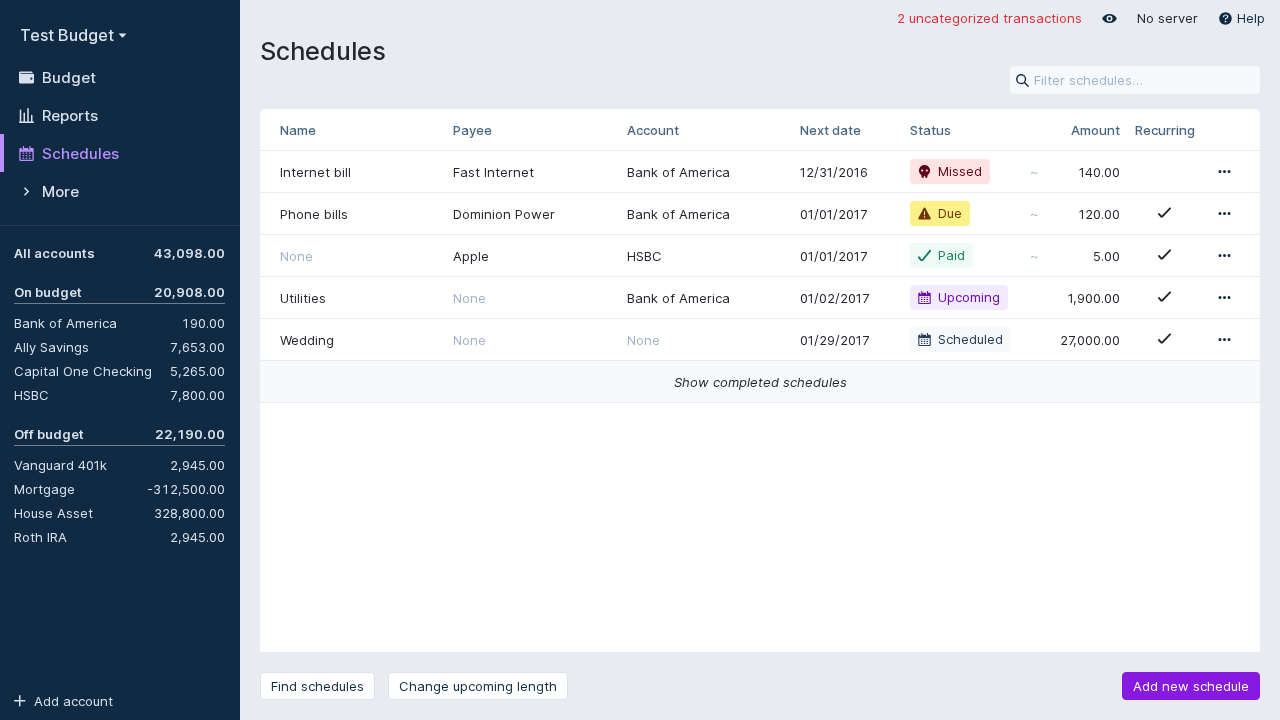 Test Budget
Budget
Reports
Schedules
More
All accounts 43,098.00
On budget 20,908.00
Bank of America 190.00
Ally Savings 7,653.00
Capital One Checking 5,265.00
HSBC 7,800.00
Off budget 22,190.00
Vanguard 401k 2,945.00
Mortgage -312,500.00
House Asset 328,800.00
Roth IRA 2,945.00
Add account
2 uncategorized transactions No server Help
Schedules
Filter schedules…
Name Payee Account Next date Status Amount Recurring
Internet bill Fast Internet Bank of America 12/31/2016 Missed ~ 140.00
Phone bills Dominion Power Bank of America 01/01/2017 Due ~ 120.00
None Apple HSBC 01/01/2017 Paid ~ 5.00
Utilities None Bank of America 01/02/2017 Upcoming 1,900.00
Wedding None None 01/29/2017 Scheduled 27,000.00
Show completed schedules
Find schedules Change upcoming length Add new schedule